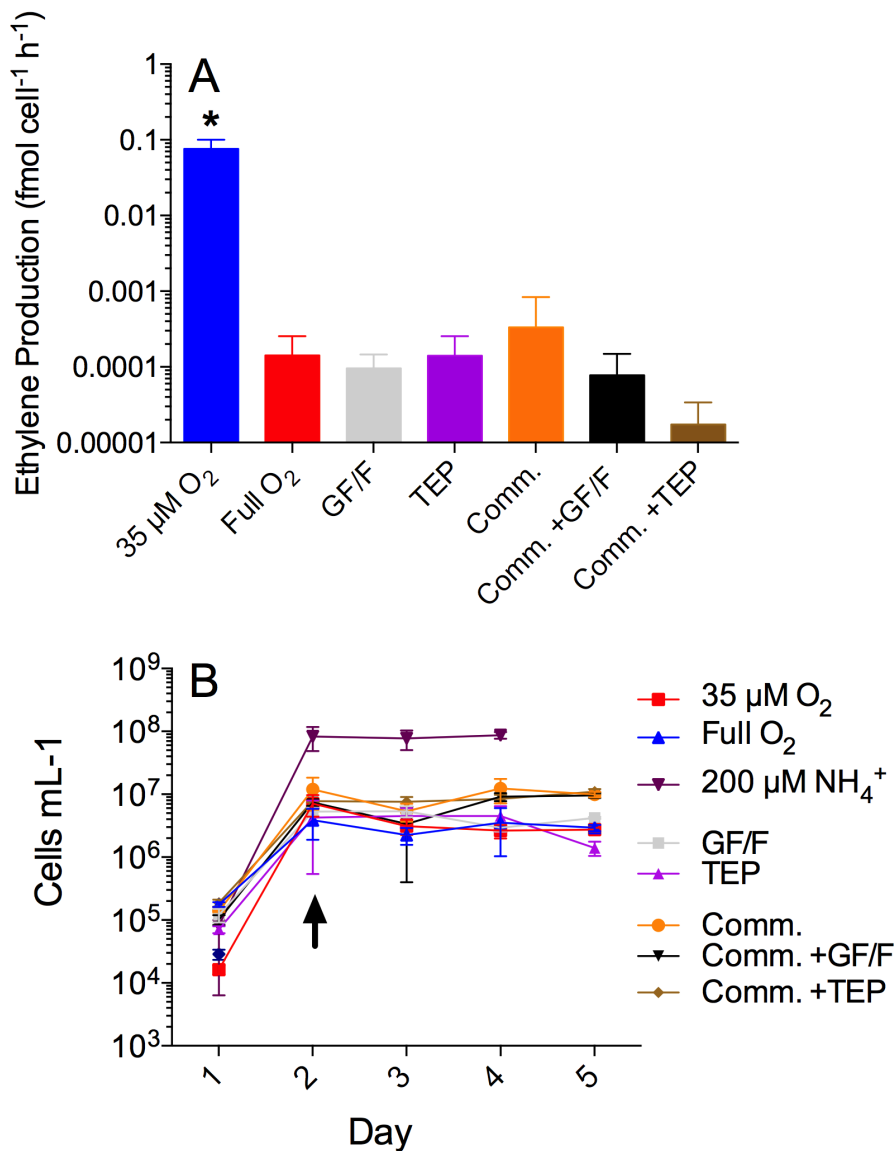 A
*
Ethylene Production (fmol cell⁻¹ h⁻¹)
1
0.1
0.01
0.001
0.0001
0.00001
35 µM O₂
Full O₂
GF/F
TEP
Comm.
Comm. +GF/F
Comm. +TEP
B
Cells mL-1
10⁹
10⁸
10⁷
10⁶
10⁵
10⁴
10³
1
2
3
4
5
Day
35 µM O₂
Full O₂
200 µM NH₄⁺
GF/F
TEP
Comm.
Comm. +GF/F
Comm. +TEP